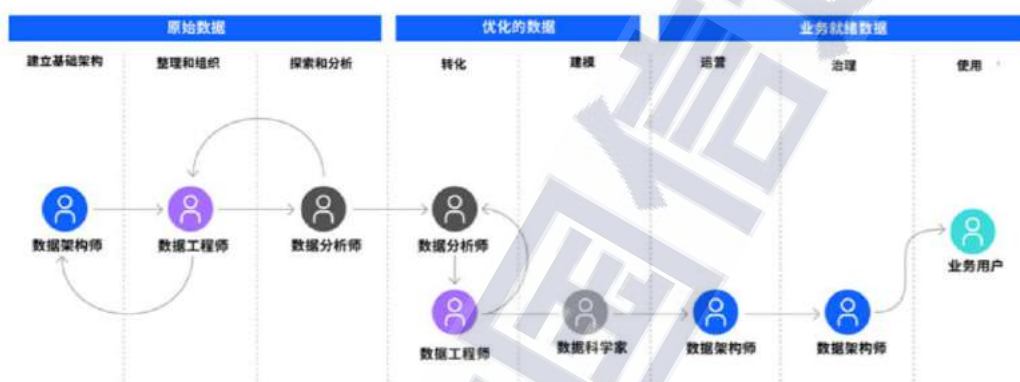 原始数据
优化的数据
业务就绪数据
建立基础架构
整理和组织
探索和分析
转化
建模
运营
治理
使用
数据架构师
数据工程师
数据分析师
数据分析师
业务用户
数据工程师
数据科学家
数据架构师
数据架构师